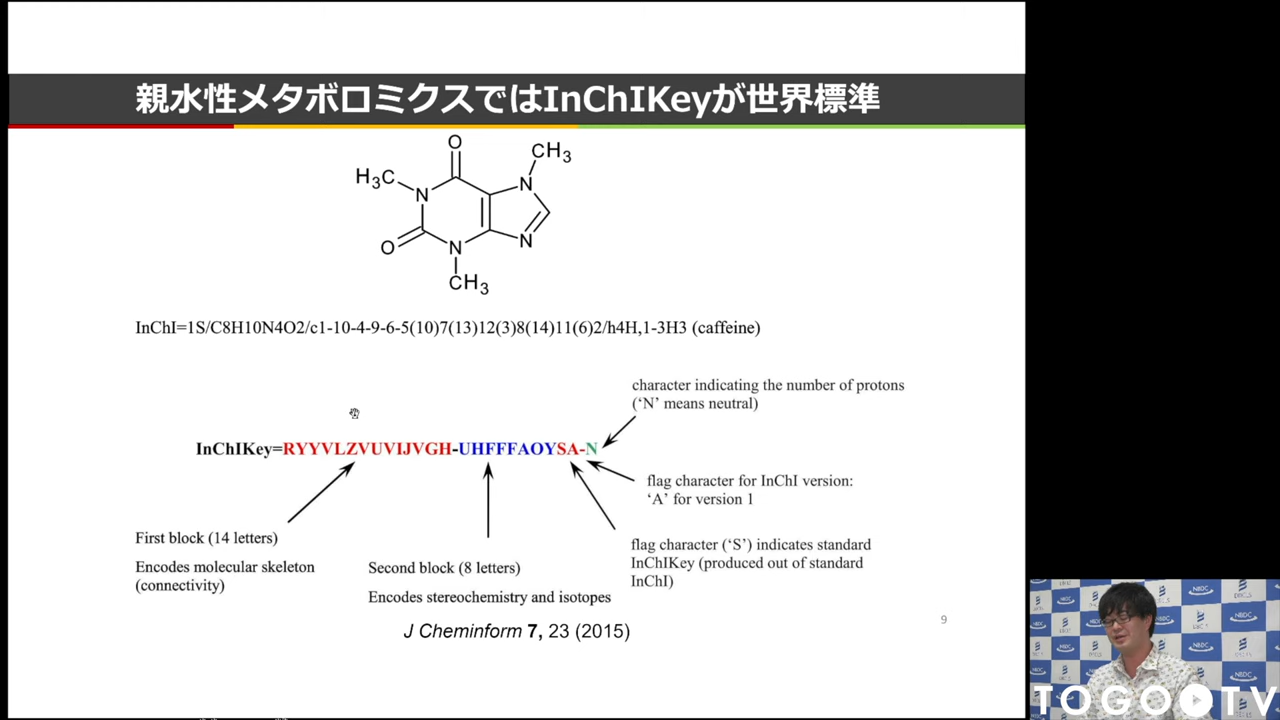 親水性メタボロミクスではInChIKeyが世界標準
O
CH3
H3C
N
N
O
N
N
CH3
InChI=1S/C8H10N4O2/c1-10-4-9-6-5(10)7(13)12(3)8(14)11(6)2/h4H,1-3H3 (caffeine)
character indicating the number of protons
(‘N’ means neutral)
InChIKey=RYYVLZVUVIJVGH-UHFFFAOYSA-N
flag character for InChI version:
‘A’ for version 1
First block (14 letters)
Encodes molecular skeleton
(connectivity)
Second block (8 letters)
Encodes stereochemistry and isotopes
flag character (‘S’) indicates standard
InChIKey (produced out of standard
InChI)
J Cheminform 7, 23 (2015)
9
NBDC
DBCLS
TOGO TV